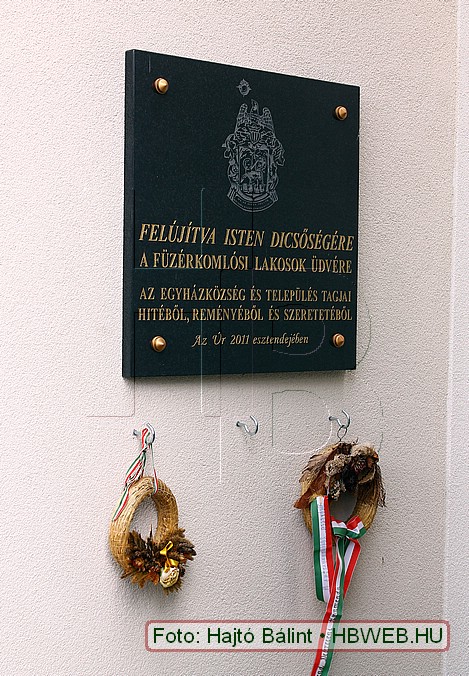 FELÚJÍTVA ISTEN DICSŐSÉGÉRE
A FÜZÉRKOMLÓSI LAKOSOK ÜDVÉRE
AZ EGYHÁZKÖZSÉG ÉS TELEPÜLÉS TAGJAI
HITÉBŐL, REMÉNYÉBŐL ÉS SZERETETÉBŐL
Az Úr 2011 esztendejében
Foto: Hajtó Bálint • HBWEB.HU